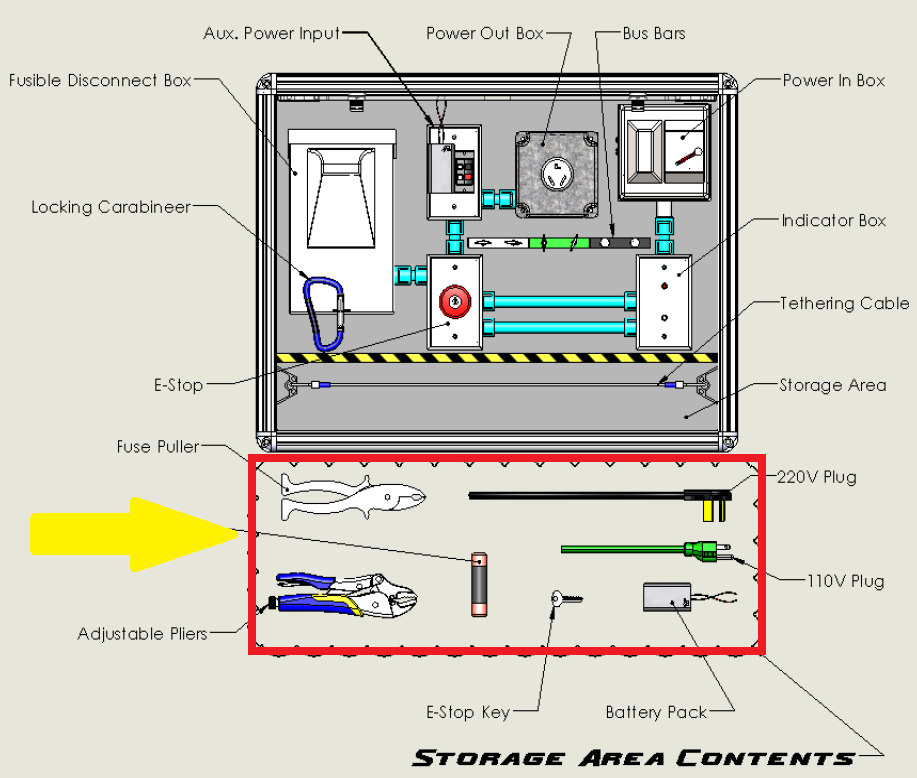 Aux. Power Input
Power Out Box
Bus Bars
Fusible Disconnect Box
Power In Box
Locking Carabineer
Indicator Box
Tethering Cable
E-Stop
Storage Area
Fuse Puller
220V Plug
110V Plug
Adjustable Pliers
E-Stop Key
Battery Pack
STORAGE AREA CONTENTS